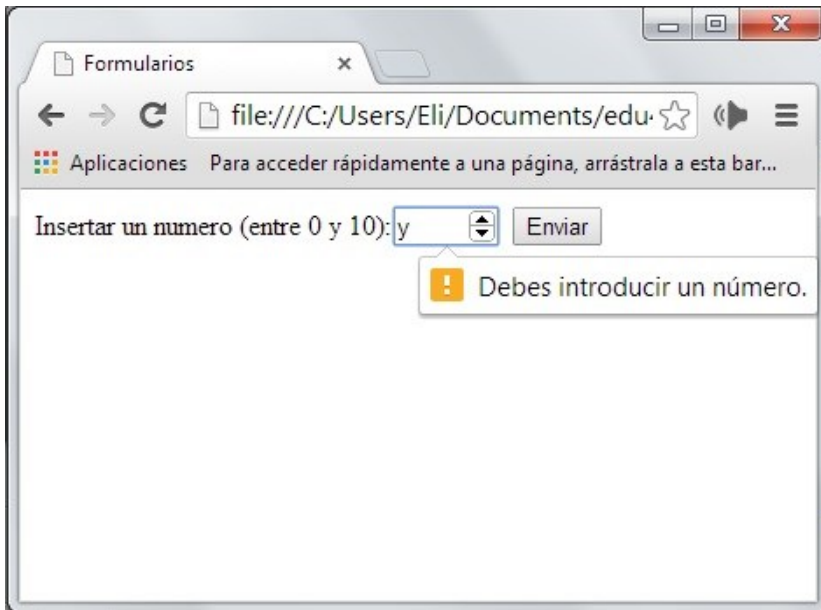 Formularios
file:///C:/Users/Eli/Documents/edu
Aplicaciones Para acceder rápidamente a una página, arrástrala a esta bar...
Insertar un numero (entre 0 y 10): y Enviar
Debes introducir un número.